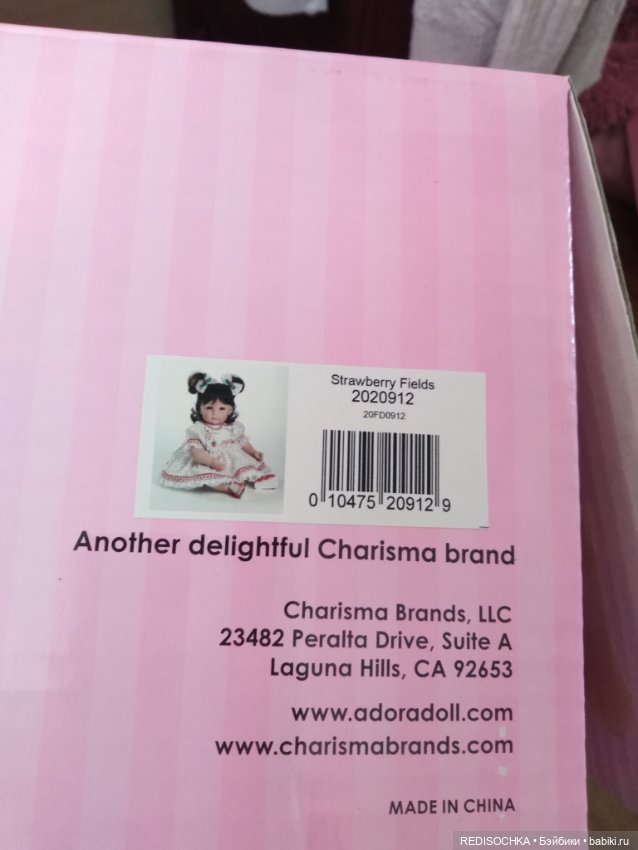 Strawberry Fields
2020912
20FD0912
0 10475 20912 9
Another delightful Charisma brand
Charisma Brands, LLC
23482 Peralta Drive, Suite A
Laguna Hills, CA 92653
www.adoradoll.com
www.charismabrands.com
MADE IN CHINA
REDISOCHKA • Бэйбики • babiki.ru